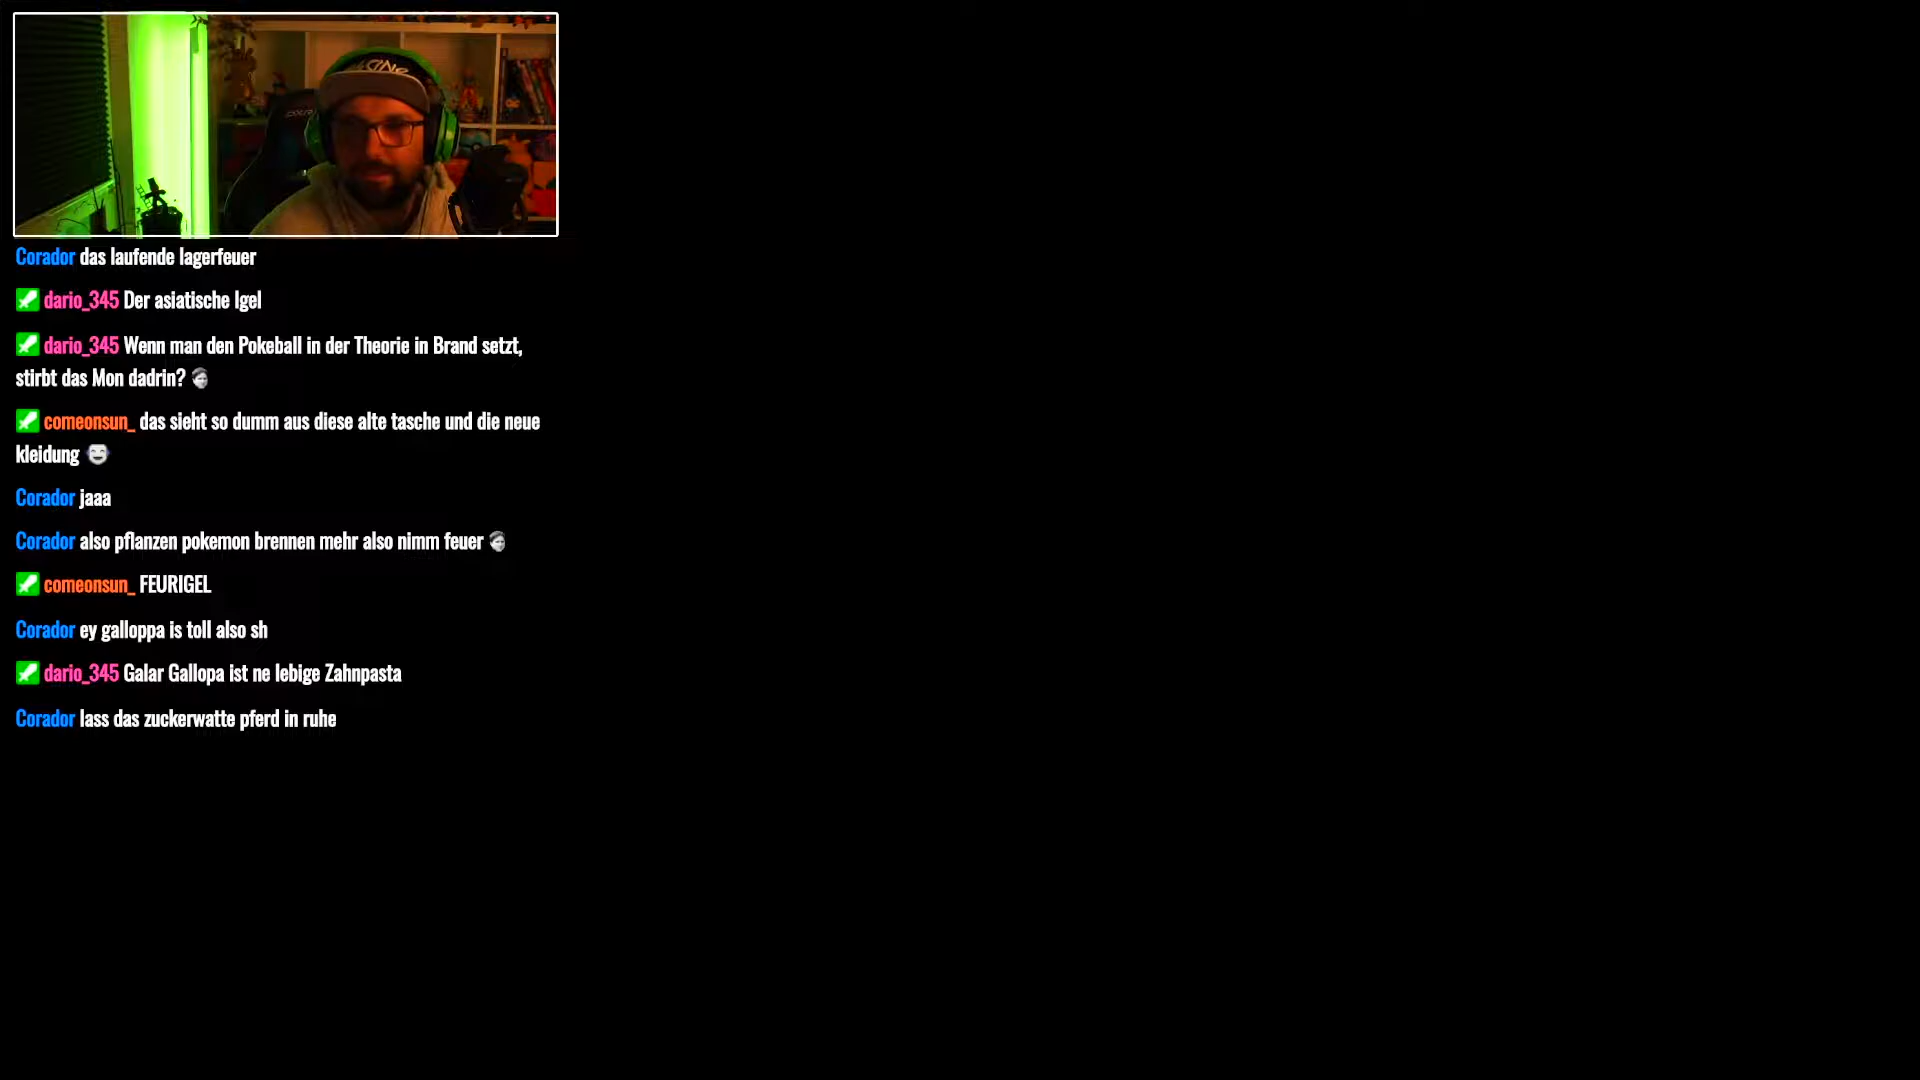 Corador das laufende lagerfeuer
dario_345 Der asiatische Igel
dario_345 Wenn man den Pokeball in der Theorie in Brand setzt,
stirbt das Mon dadrin?
comeonsun_ das sieht so dumm aus diese alte tasche und die neue
kleidung
Corador jaaa
Corador also pflanzen pokemon brennen mehr also nimm feuer
comeonsun_ FEURIGEL
Corador ey galloppa is toll also sh
dario_345 Galar Gallopa ist ne lebige Zahnpasta
Corador lass das zuckerwatte pferd in ruhe